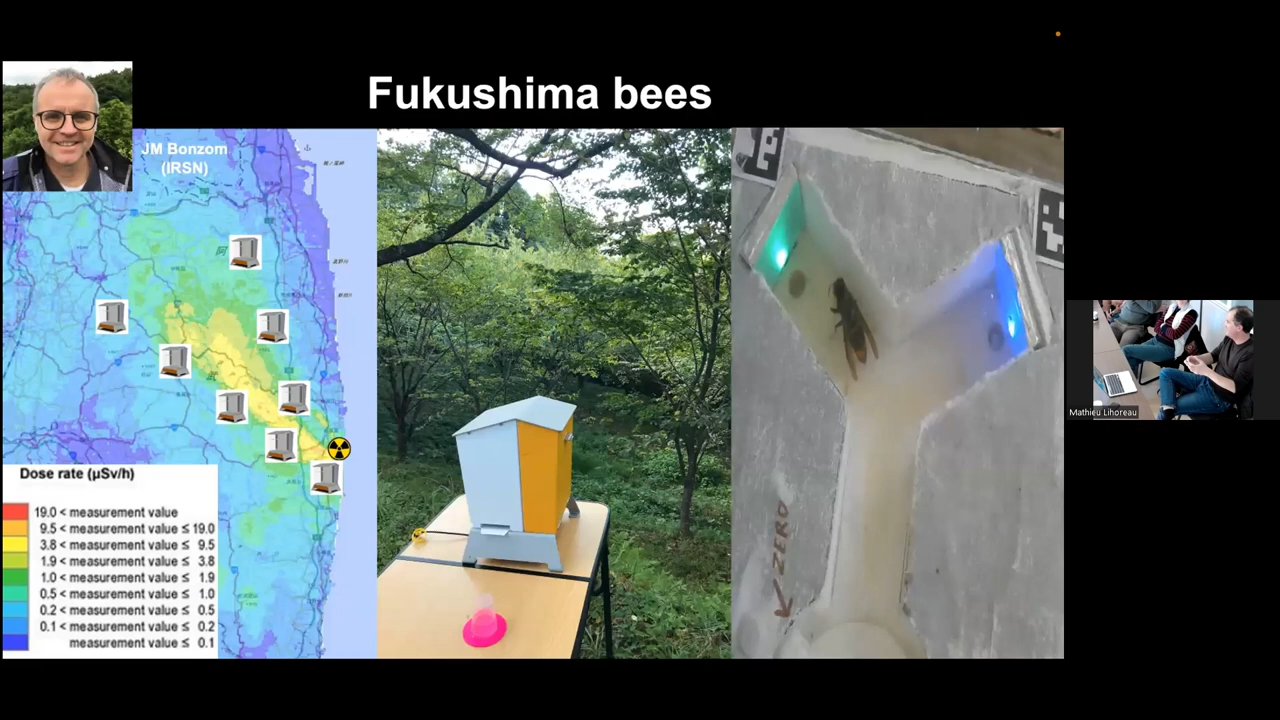 Fukushima bees
JM Bonzom
(IRSN)
Dose rate (µSv/h)
19.0 < measurement value
9.5 < measurement value ≤ 19.0
3.8 < measurement value ≤ 9.5
1.9 < measurement value ≤ 3.8
1.0 < measurement value ≤ 1.9
0.5 < measurement value ≤ 1.0
0.2 < measurement value ≤ 0.5
0.1 < measurement value ≤ 0.2
measurement value ≤ 0.1
ZERO
Mathieu Lihoreau